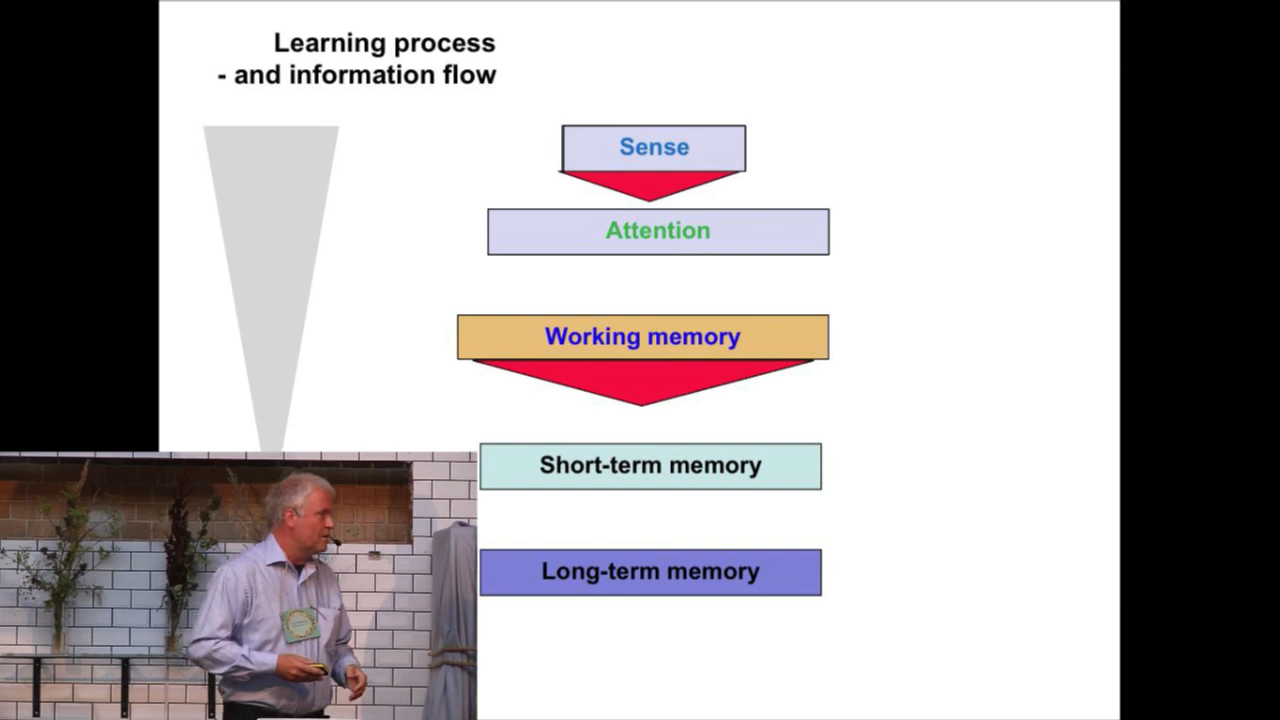 Learning process
- and information flow
Sense
Attention
Working memory
Short-term memory
Long-term memory